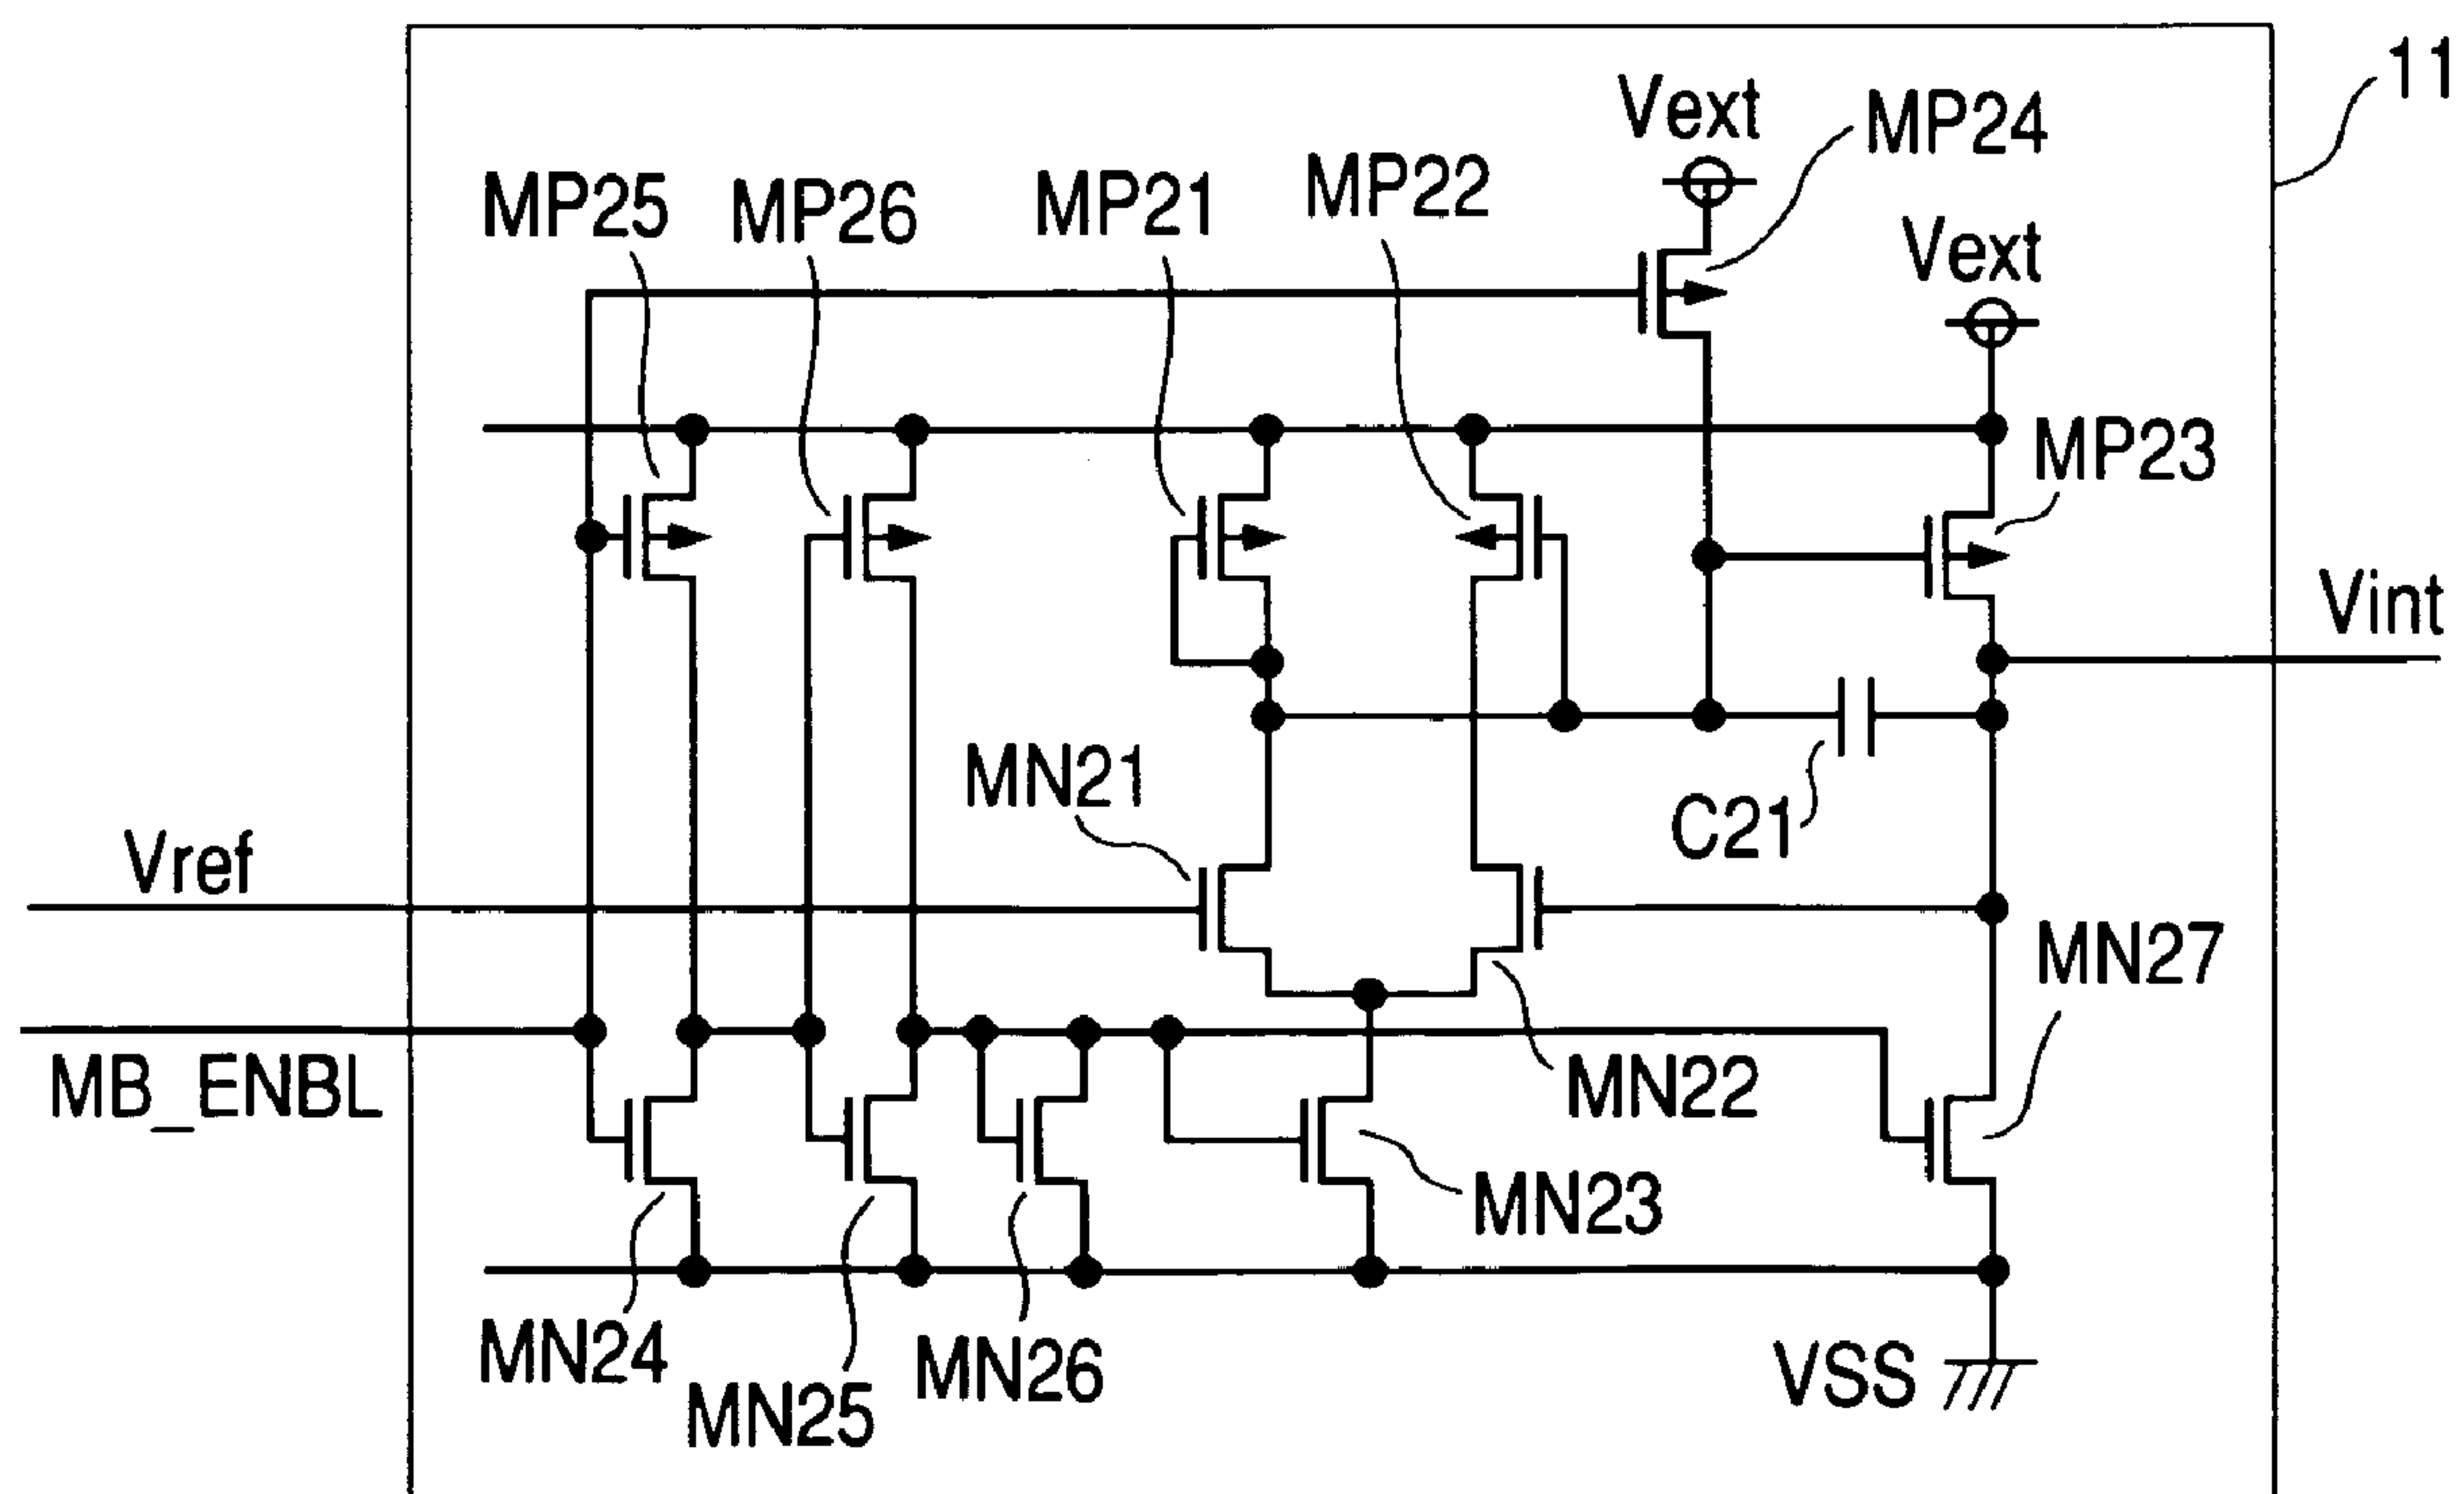 11
Vext
MP24
MP25
MP26
MP21
MP22
Vext
MP23
Vint
MN21
C21
Vref
MN27
MB_ENBL
MN22
MN23
MN24
MN25
MN26
VSS